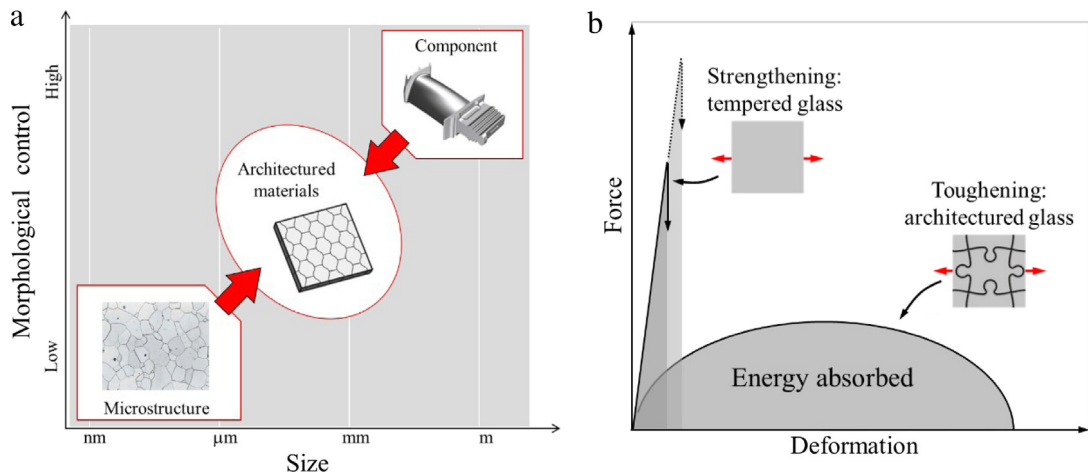 a
Morphological control
High
Low
Component
Architectured
materials
Microstructure
nm
μm
mm
m
Size
b
Force
Strengthening:
tempered glass
Toughening:
architectured glass
Energy absorbed
Deformation